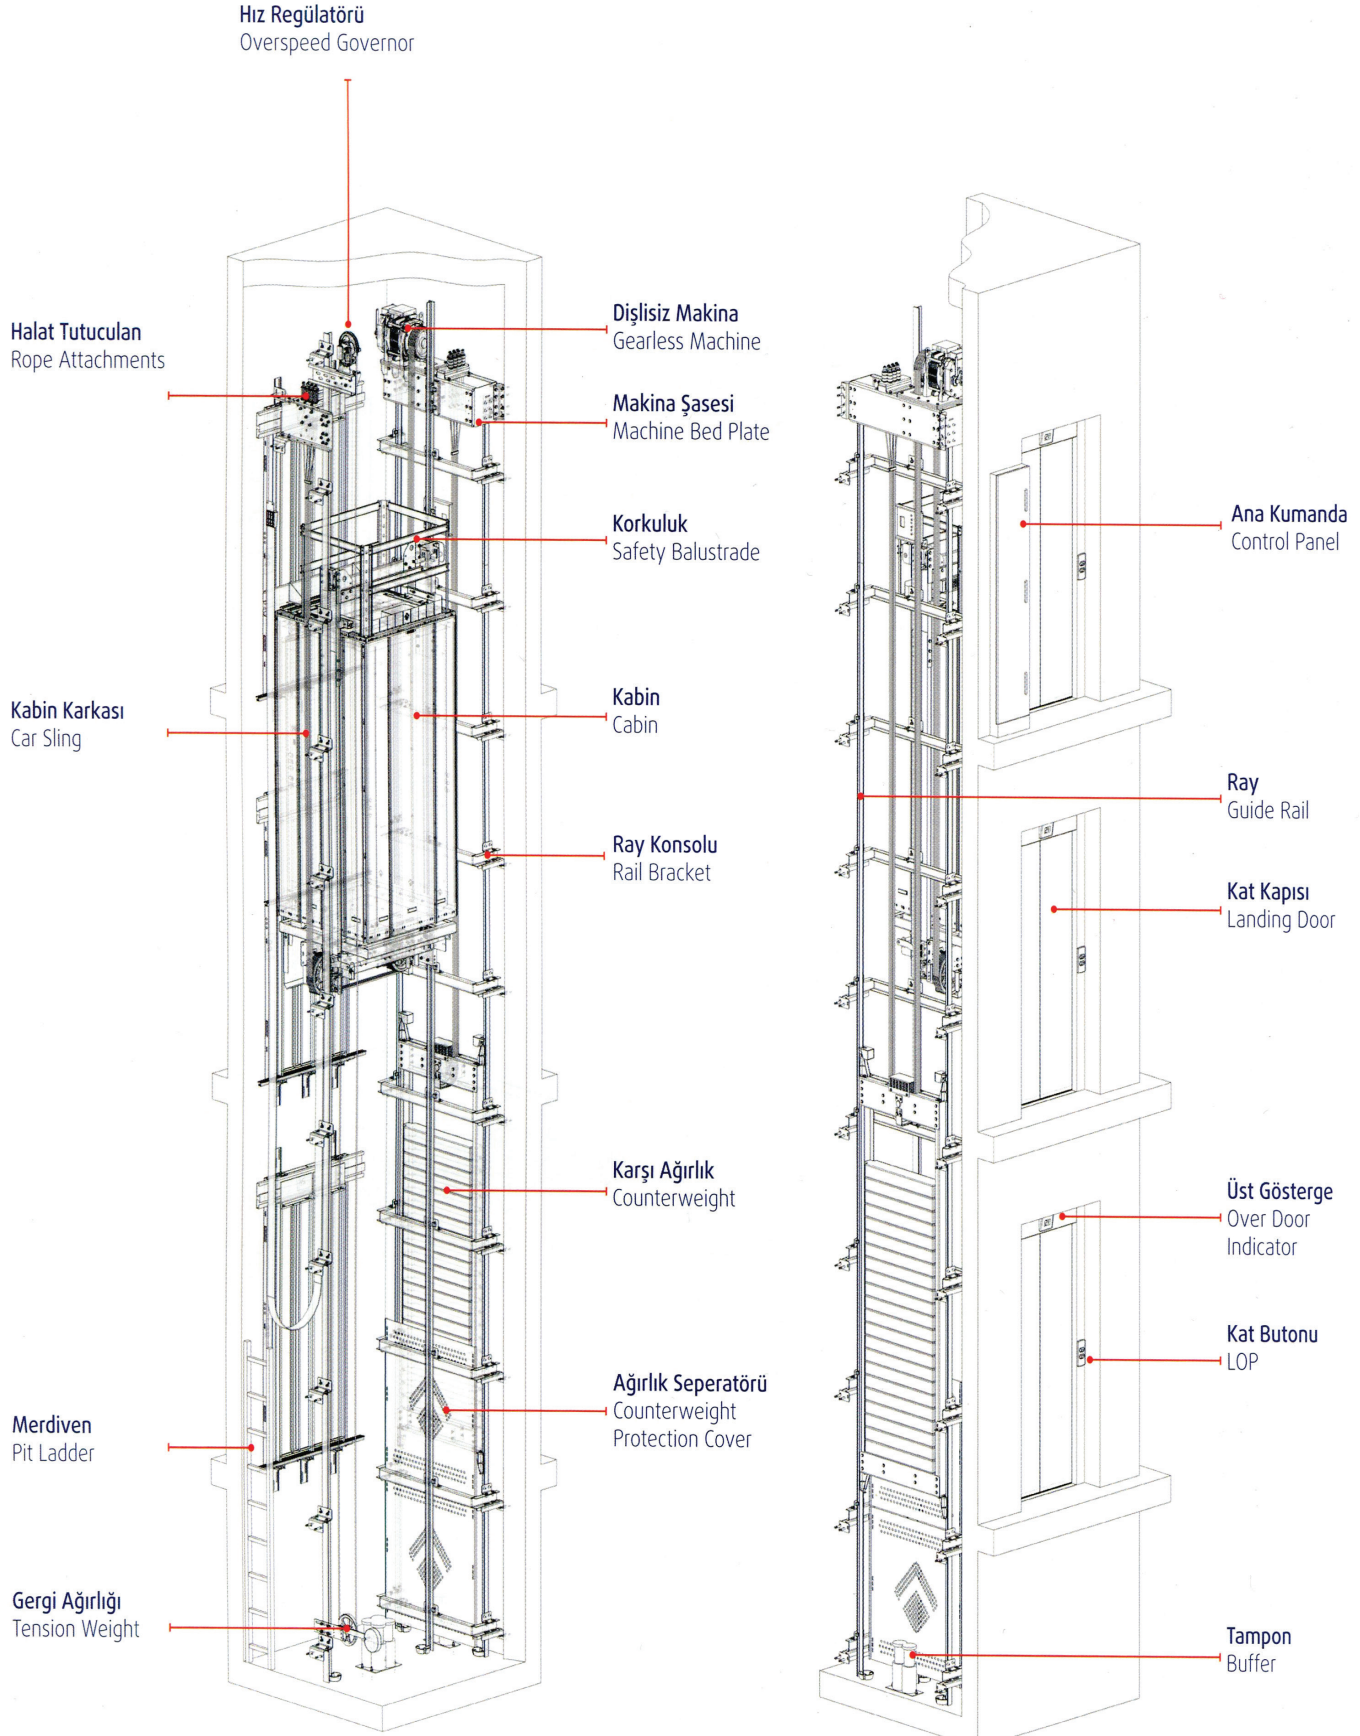 Hız Regülatörü
Overspeed Governor
Halat Tutucuları
Rope Attachments
Kabin Karkası
Car Sling
Merdiven
Pit Ladder
Gergi Ağırlığı
Tension Weight
Dişlisiz Makina
Gearless Machine
Makina Şasesi
Machine Bed Plate
Korkuluk
Safety Balustrade
Kabin
Cabin
Ray Konsolu
Rail Bracket
Karşı Ağırlık
Counterweight
Ağırlık Seperatörü
Counterweight
Protection Cover
Ana Kumanda
Control Panel
Ray
Guide Rail
Kat Kapısı
Landing Door
Üst Gösterge
Over Door
Indicator
Kat Butonu
LOP
Tampon
Buffer